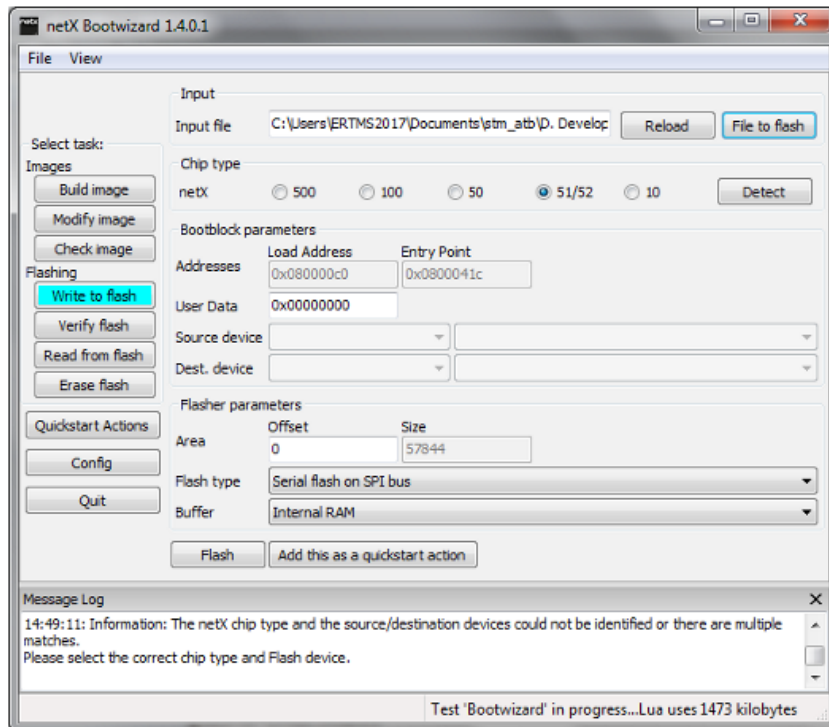 netX Bootwizard 1.4.0.1
File View
Input
Input file C:\Users\ERTMS2017\Documents\stm_atb\D. Develop Reload File to flash
Select task:
Images
Build image
Modify image
Check image
Flashing
Write to flash
Verify flash
Read from flash
Erase flash
Quickstart Actions
Config
Quit
Chip type
netX 500 100 50 51/52 10 Detect
Bootblock parameters
Load Address Entry Point
Addresses 0x080000c0 0x0800041c
User Data 0x00000000
Source device
Dest. device
Flasher parameters
Offset Size
Area 0 57844
Flash type Serial flash on SPI bus
Buffer Internal RAM
Flash Add this as a quickstart action
Message Log
14:49:11: Information: The netX chip type and the source/destination devices could not be identified or there are multiple
matches.
Please select the correct chip type and Flash device.
Test 'Bootwizard' in progress...Lua uses 1473 kilobytes